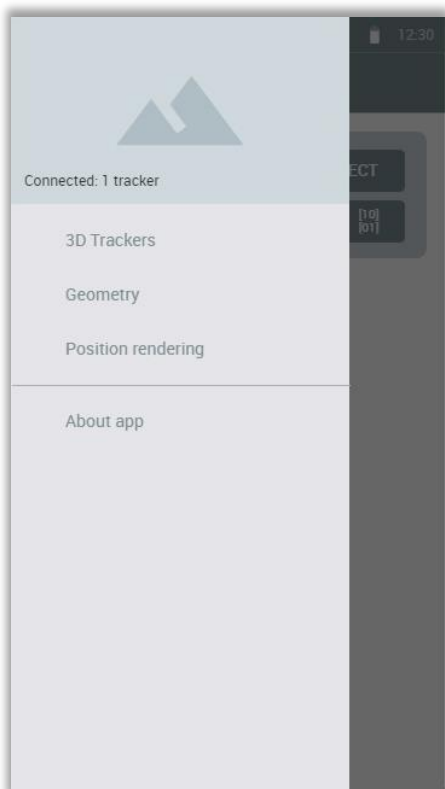 12:30
Connected: 1 tracker
ECT
3D Trackers
[10]
[01]
Geometry
Position rendering
About app